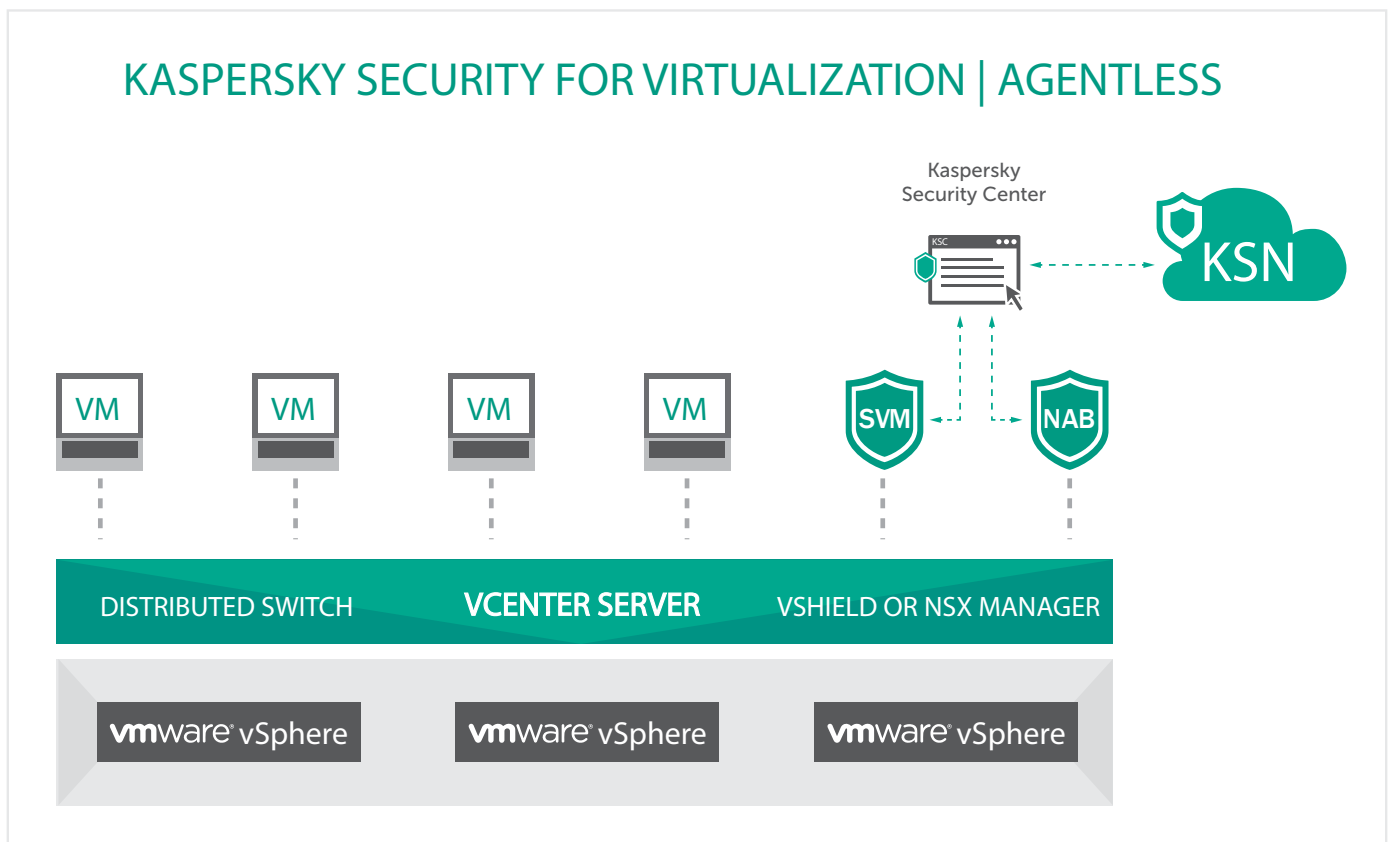 KASPERSKY SECURITY FOR VIRTUALIZATION | AGENTLESS
Kaspersky
Security Center
KSC
KSN
VM
VM
VM
VM
SVM
NAB
DISTRIBUTED SWITCH
VCENTER SERVER
VSHIELD OR NSX MANAGER
vmware® vSphere
vmware® vSphere
vmware® vSphere